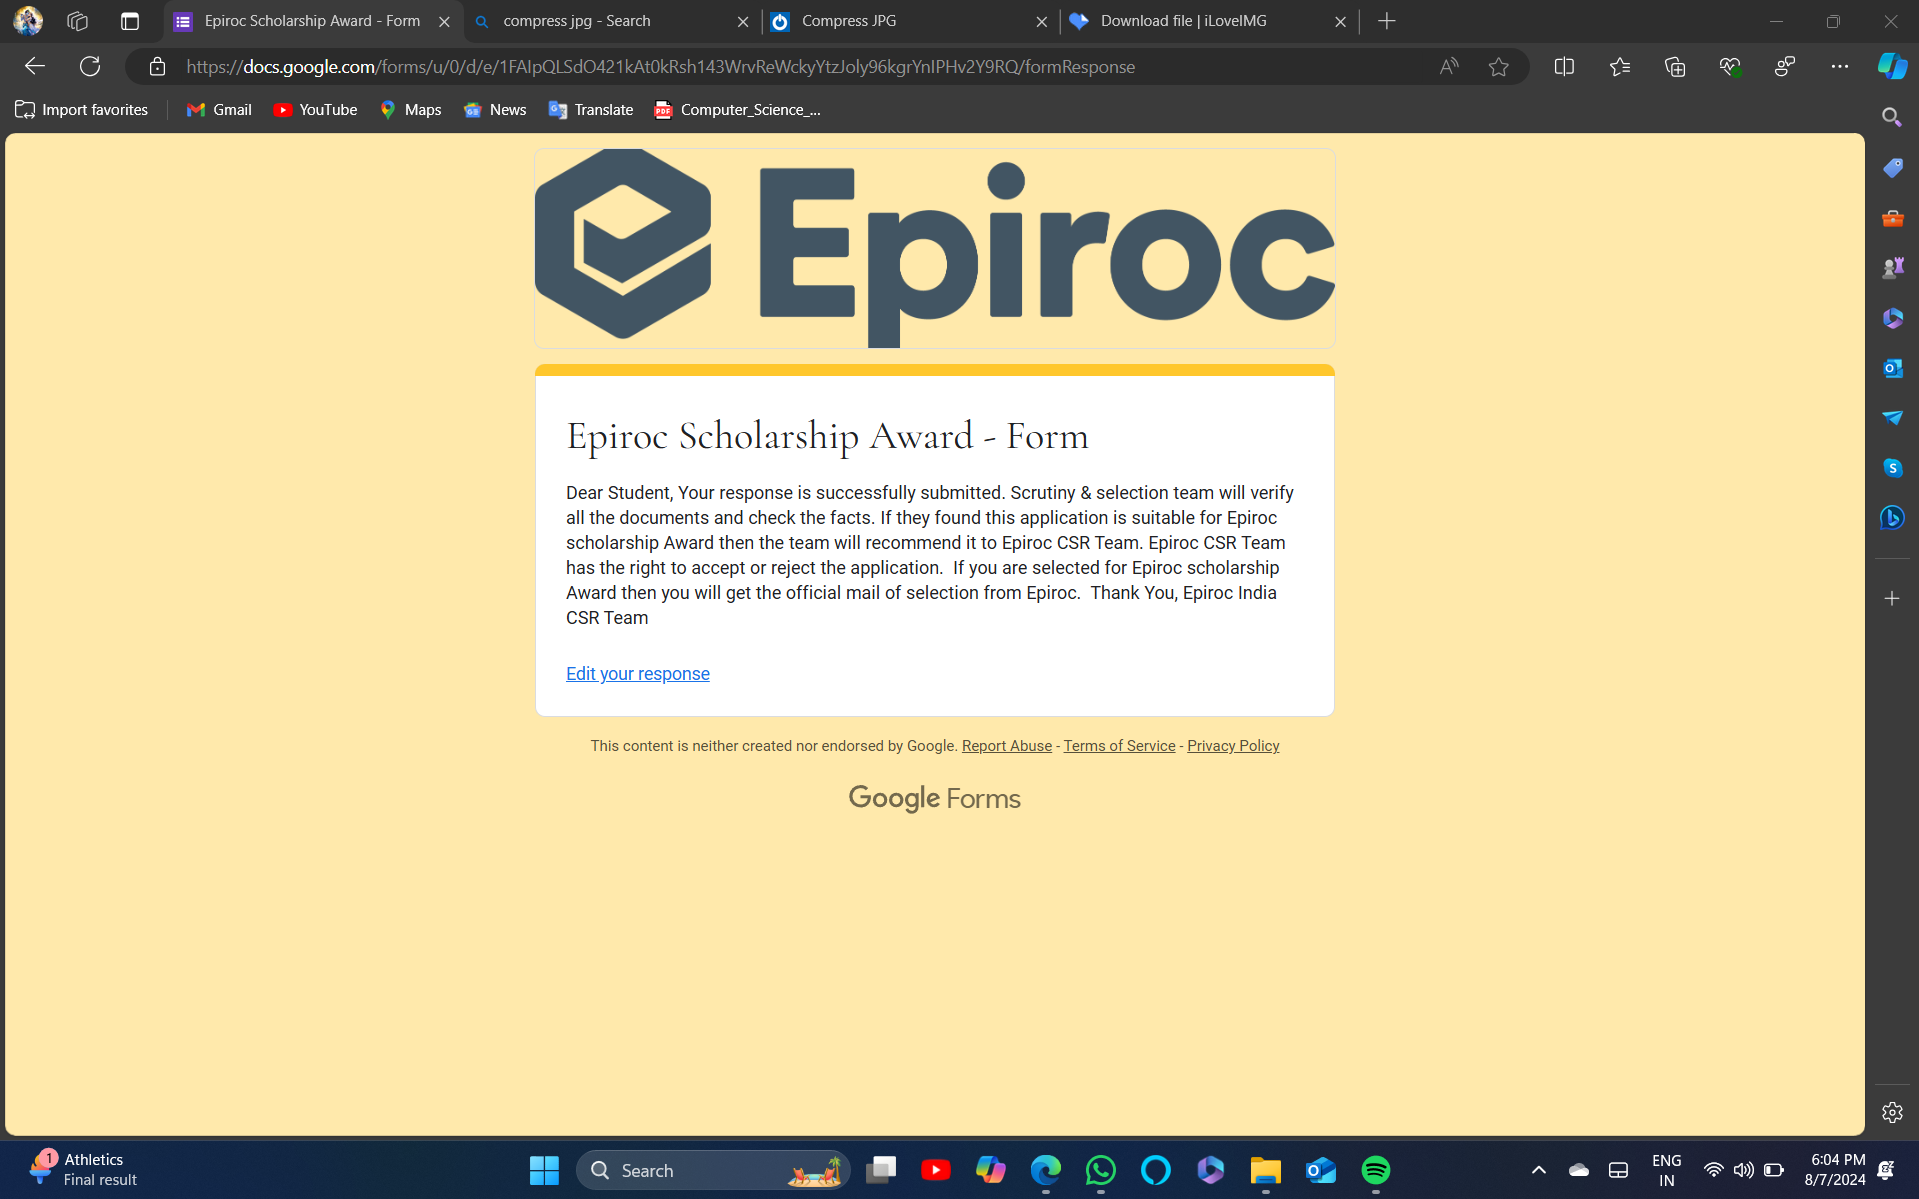 Epiroc Scholarship Award - Form
compress jpg - Search
Compress JPG
Download file | iLoveIMG
https://docs.google.com/forms/u/0/d/e/1FAIpQLSdO421kAt0kRsh143WrvReWckyYtzJoly96kgrYnIPHv2Y9RQ/formResponse
Import favorites
Gmail
YouTube
Maps
News
Translate
Computer_Science_...
Epiroc
Epiroc Scholarship Award - Form
Dear Student, Your response is successfully submitted. Scrutiny & selection team will verify
all the documents and check the facts. If they found this application is suitable for Epiroc
scholarship Award then the team will recommend it to Epiroc CSR Team. Epiroc CSR Team
has the right to accept or reject the application.  If you are selected for Epiroc scholarship
Award then you will get the official mail of selection from Epiroc.  Thank You, Epiroc India
CSR Team
Edit your response
This content is neither created nor endorsed by Google. Report Abuse - Terms of Service - Privacy Policy
Google Forms
1
Athletics
Final result
Search
ENG
IN
6:04 PM
8/7/2024